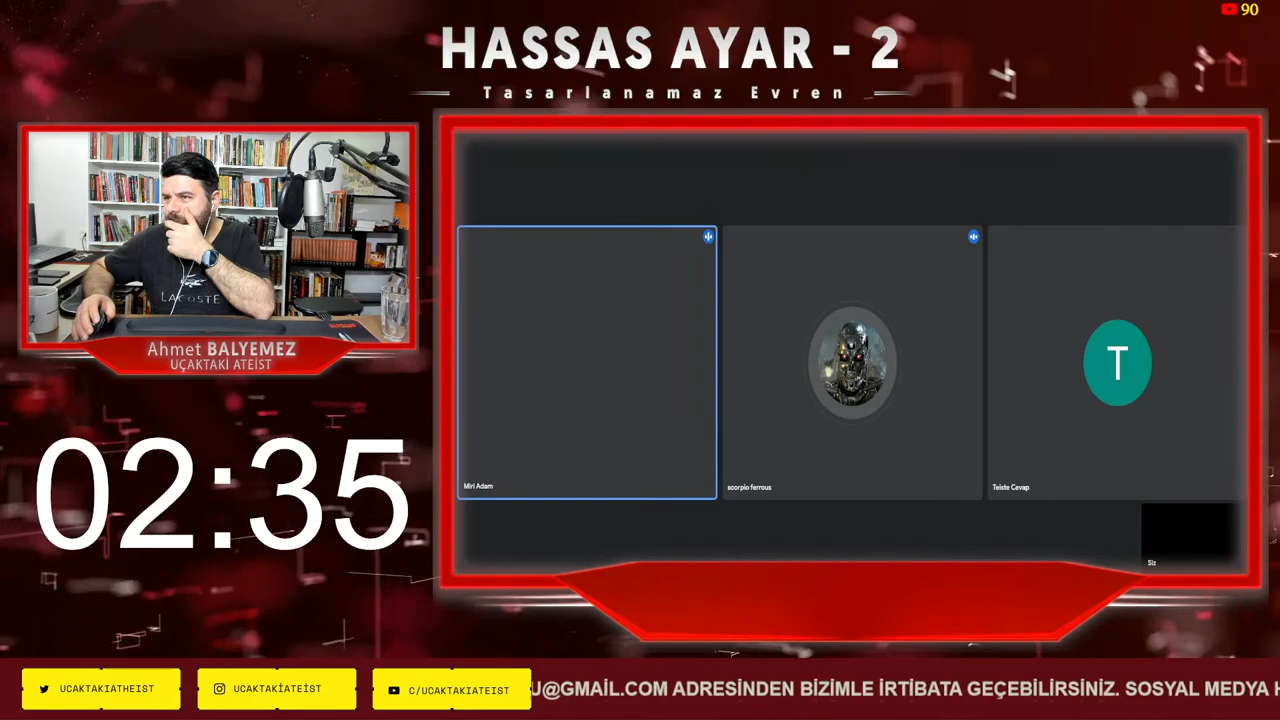 90
HASSAS AYAR - 2
Tasarlanamaz Evren
LACOSTE
Ahmet BALYEMEZ
UÇAKTAKİ ATEİST
02:35
Miri Adam
scorpio ferrous
T
Teiste Cevap
Siz
UCAKTAKIATHEIST
UCAKTAKİATEİST
C/UCAKTAKIATEIST
U@GMAİL.COM ADRESİNDEN BİZİMLE İRTİBATA GEÇEBİLİRSİNİZ. SOSYAL MEDYA H